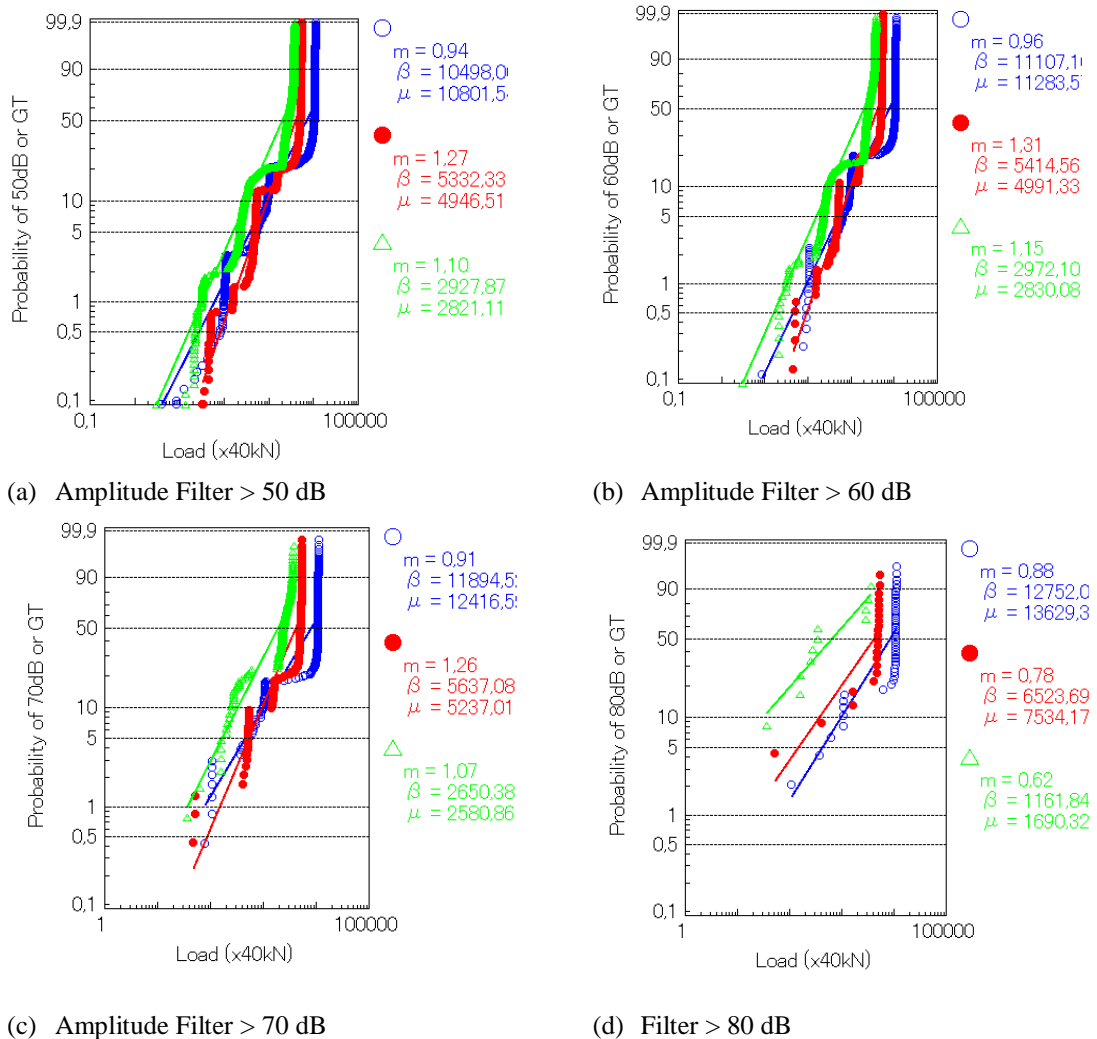 99,9
90
50
10
5
1
0,5
0,1
0,1
100000
Probability of 50dB or GT
Load (x40kN)
m = 0,94
β = 10498,0
μ = 10801,5
m = 1,27
β = 5332,33
μ = 4946,51
m = 1,10
β = 2927,87
μ = 2821,11
99,9
90
50
10
5
1
0,5
0,1
0,1
100000
Probability of 60dB or GT
Load (x40kN)
m = 0,96
β = 11107,1
μ = 11283,5
m = 1,31
β = 5414,56
μ = 4991,33
m = 1,15
β = 2972,10
μ = 2830,08
(a) Amplitude Filter > 50 dB
(b) Amplitude Filter > 60 dB
99,9
90
50
10
5
1
0,5
0,1
1
100000
Probability of 70dB or GT
Load (x40kN)
m = 0,91
β = 11894,5
μ = 12416,5
m = 1,26
β = 5637,08
μ = 5237,01
m = 1,07
β = 2650,38
μ = 2580,86
99,9
90
50
10
5
1
0,5
0,1
1
100000
Probability of 80dB or GT
Load (x40kN)
m = 0,88
β = 12752,0
μ = 13629,3
m = 0,78
β = 6523,69
μ = 7534,17
m = 0,62
β = 1161,84
μ = 1690,32
(c) Amplitude Filter > 70 dB
(d) Filter > 80 dB